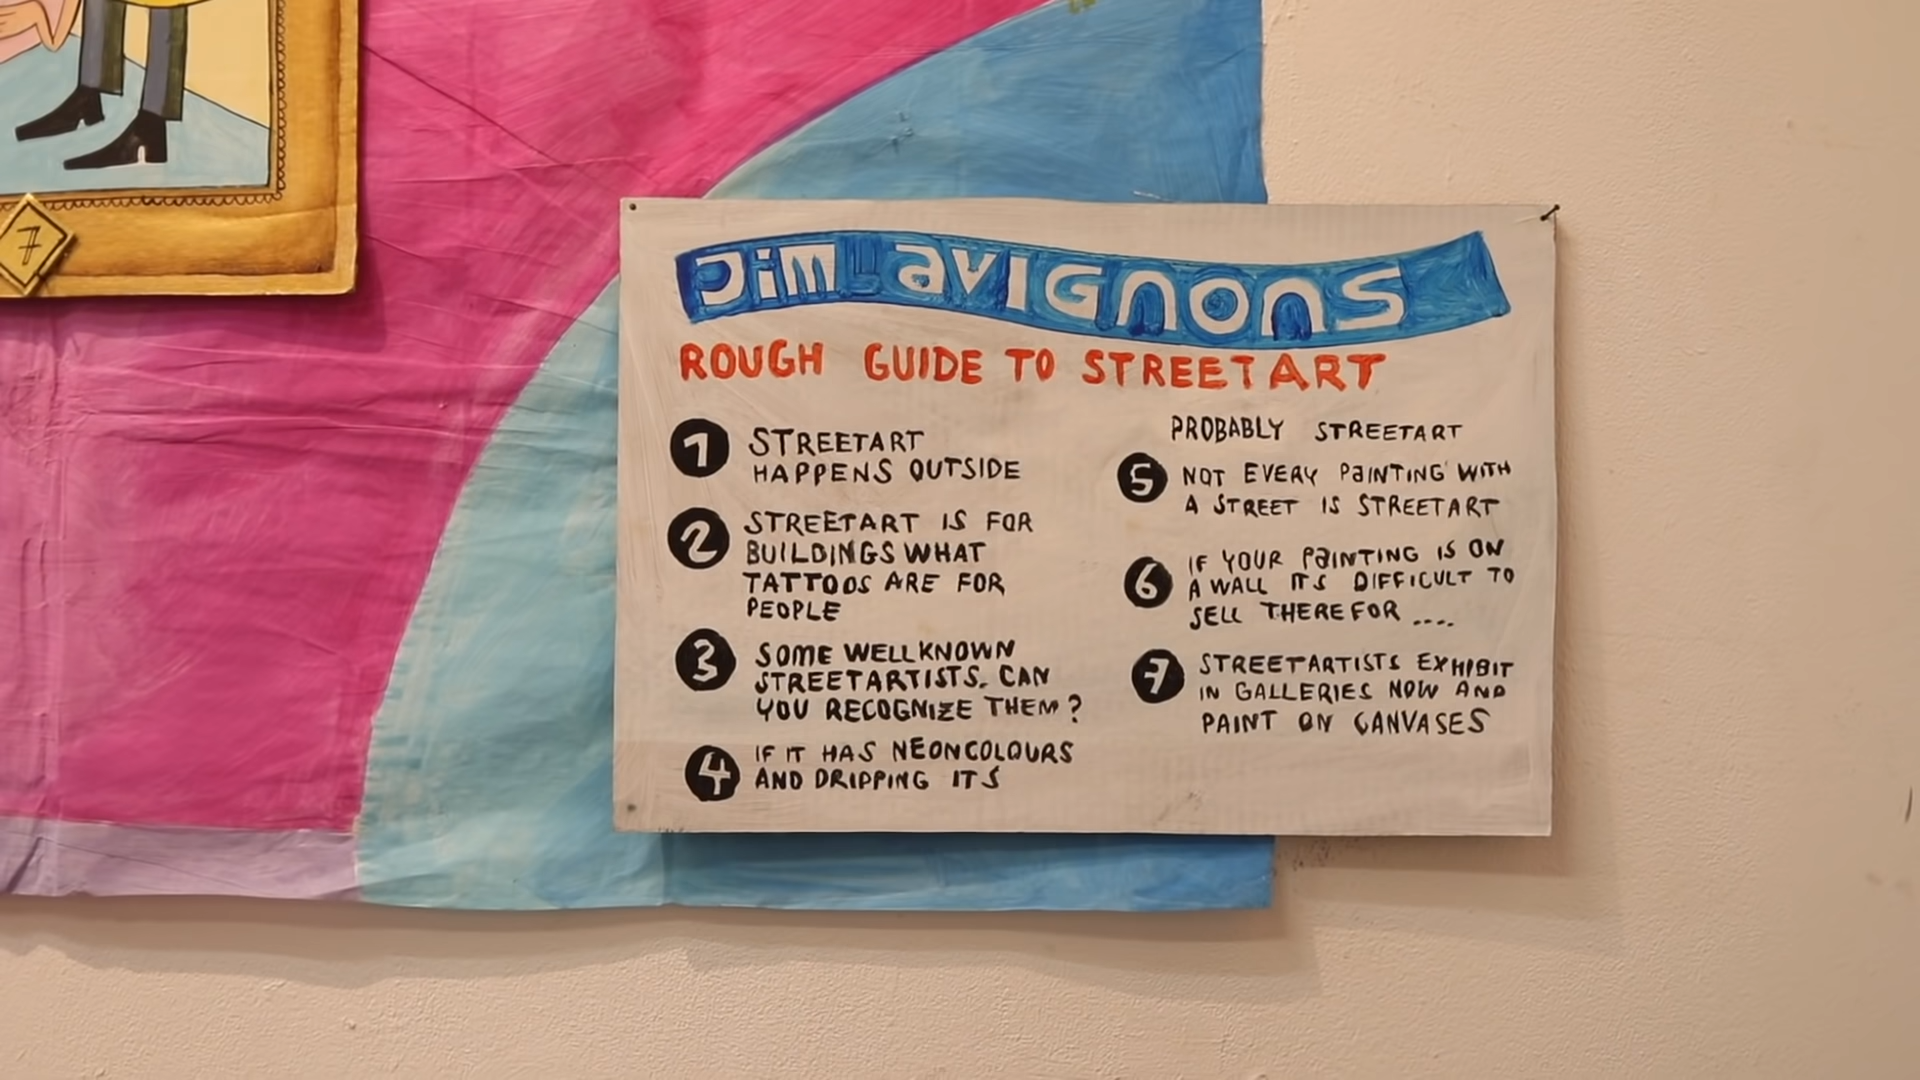 7
Jim AVIGNONS
ROUGH GUIDE TO STREETART
1 STREETART
HAPPENS OUTSIDE
2 STREETART IS FOR
BUILDINGS WHAT
TATTOOS ARE FOR
PEOPLE
3 SOME WELLKNOWN
STREETARTISTS. CAN
YOU RECOGNIZE THEM?
4 IF IT HAS NEONCOLOURS
AND DRIPPING ITS
PROBABLY STREETART
5 NOT EVERY PAINTING WITH
A STREET IS STREETART
6 IF YOUR PAINTING IS ON
A WALL ITS DIFFICULT TO
SELL THEREFOR ....
7 STREETARTISTS EXHIBIT
IN GALLERIES NOW AND
PAINT ON CANVASES